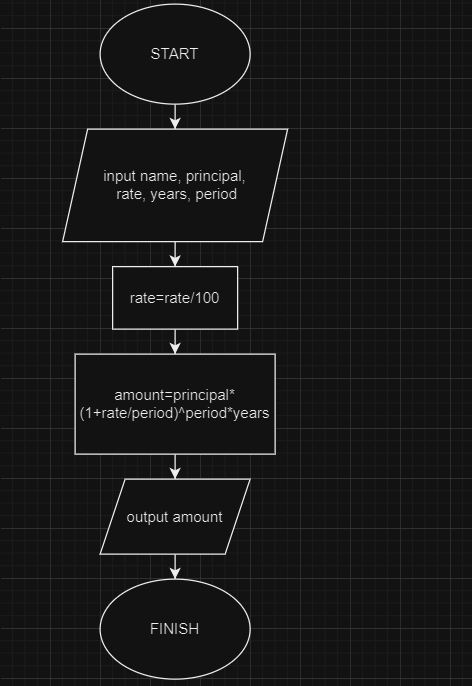 START
input name, principal,
rate, years, period
rate=rate/100
amount=principal*
(1+rate/period)^period*years
output amount
FINISH